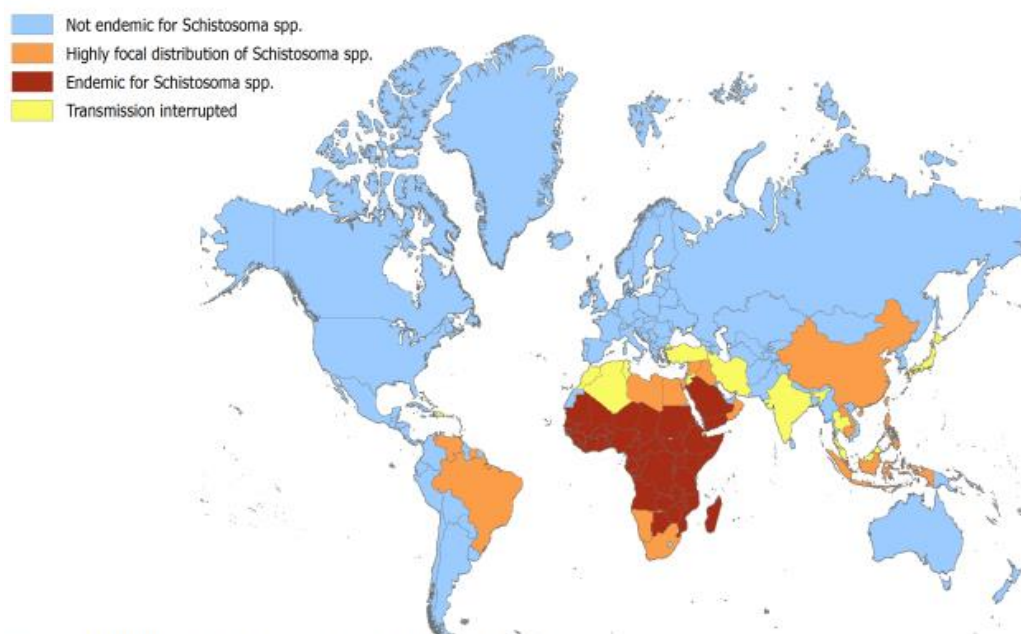 Not endemic for Schistosoma spp.
Highly focal distribution of Schistosoma spp.
Endemic for Schistosoma spp.
Transmission interrupted